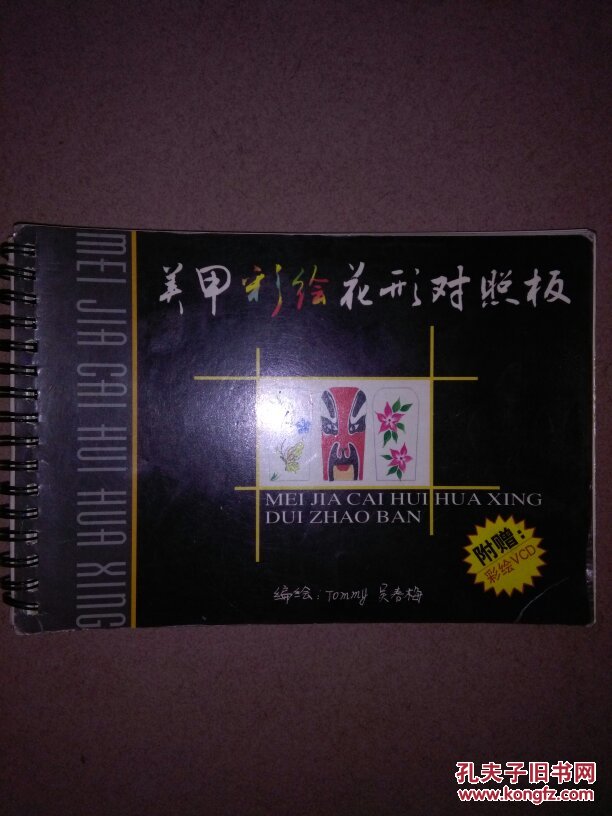 MEI JIA CAI HUI HUA XING
美甲彩绘花形对照板
MEI JIA CAI HUI HUA XING
DUI ZHAO BAN
附赠：
彩绘VCD
编绘：Tommy 吴春梅
孔夫子旧书网
www.kongfz.com